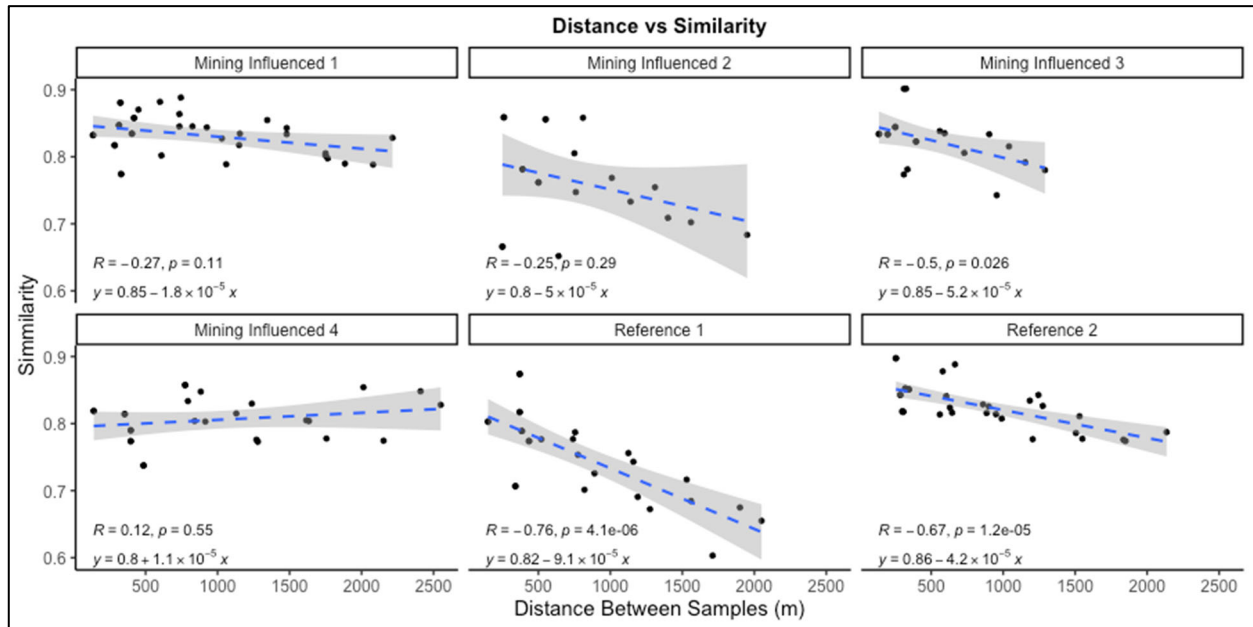 Distance vs Similarity
Mining Influenced 1
Mining Influenced 2
Mining Influenced 3
0.9
0.8
0.7
0.6
R = −0.27, p = 0.11
y = 0.85 − 1.8 × 10⁻⁵ x
R = −0.25, p = 0.29
y = 0.8 − 5 × 10⁻⁵ x
R = −0.5, p = 0.026
y = 0.85 − 5.2 × 10⁻⁵ x
Simmilarity
Mining Influenced 4
Reference 1
Reference 2
0.9
0.8
0.7
0.6
R = 0.12, p = 0.55
y = 0.8 + 1.1 × 10⁻⁵ x
R = −0.76, p = 4.1e−06
y = 0.82 − 9.1 × 10⁻⁵ x
R = −0.67, p = 1.2e−05
y = 0.86 − 4.2 × 10⁻⁵ x
500 1000 1500 2000 2500
500 1000 1500 2000 2500
500 1000 1500 2000 2500
Distance Between Samples (m)